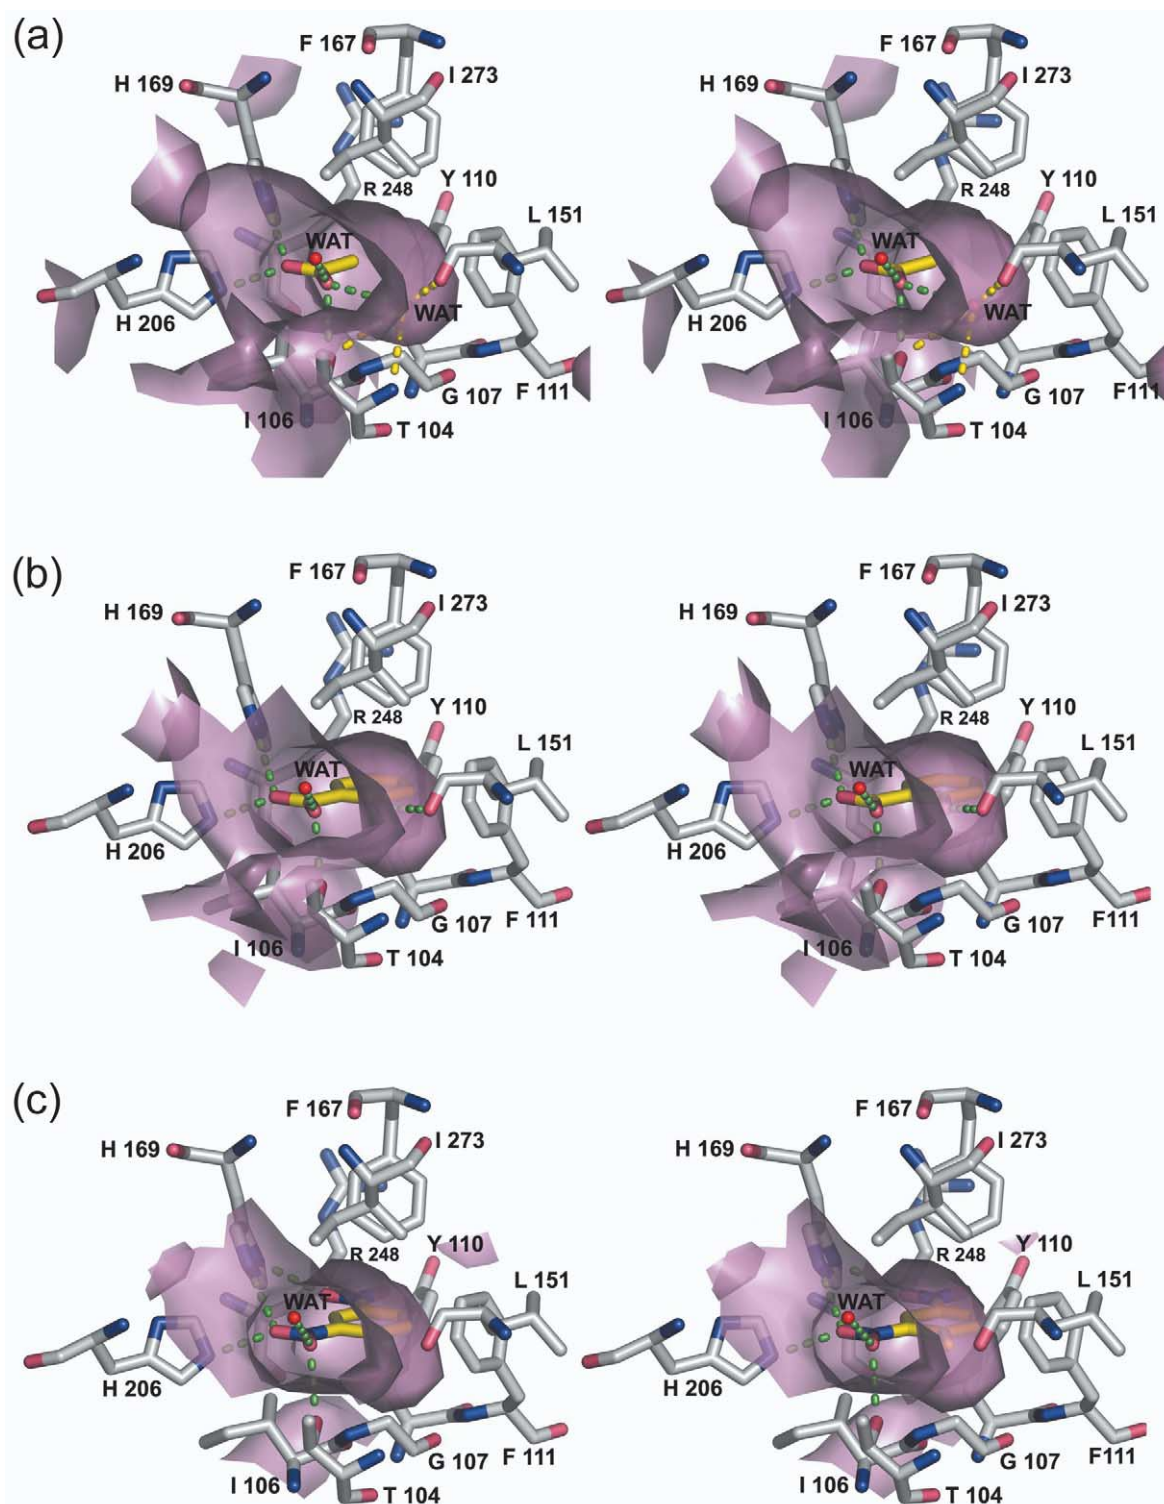 (a)
F 167
F 167
I 273
I 273
H 169
H 169
R 248
R 248
Y 110
Y 110
L 151
L 151
WAT
WAT
H 206
H 206
WAT
WAT
G 107
G 107
F 111
F111
I 106
I 106
T 104
T 104
(b)
F 167
F 167
H 169
H 169
I 273
I 273
R 248
R 248
Y 110
Y 110
L 151
L 151
WAT
WAT
H 206
H 206
G 107
G 107
F 111
F111
I 106
I 106
T 104
T 104
(c)
F 167
F 167
H 169
H 169
I 273
I 273
R 248
R 248
Y 110
Y 110
L 151
L 151
WAT
WAT
H 206
H 206
G 107
G 107
F 111
F111
I 106
I 106
T 104
T 104